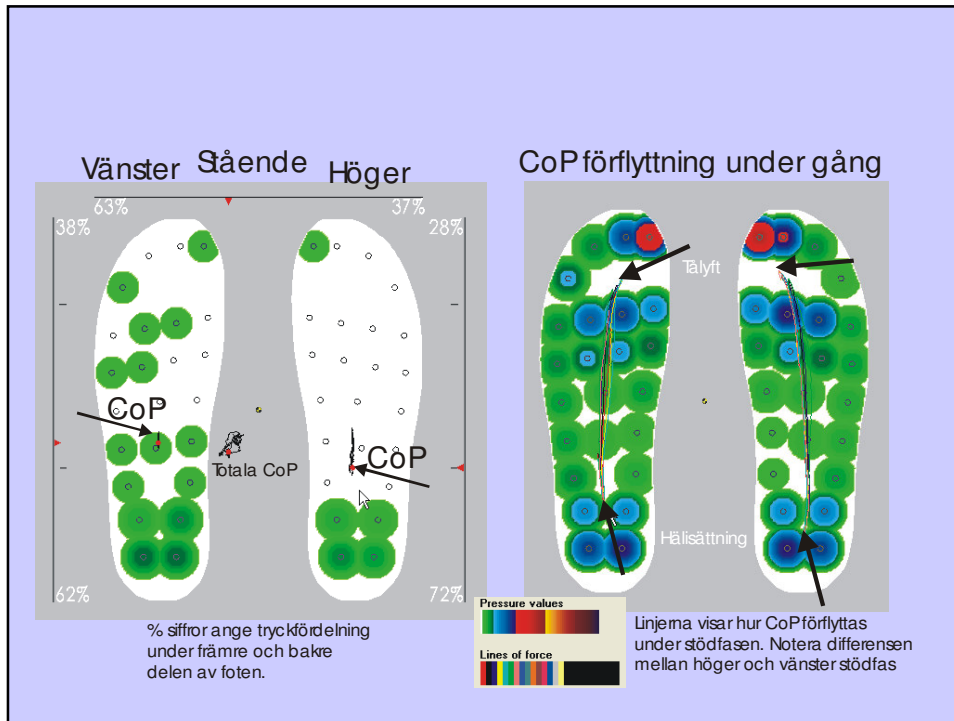 Vänster Stående Höger
63% 37%
38% 28%
CoP
Totala CoP
CoP
62% 72%
% siffror ange tryckfördelning
under främre och bakre
delen av foten.
CoP förflyttning under gång
Tålyft
Hälisättning
Pressure values
Lines of force
Linjerna visar hur CoP förflyttas
under stödfasen. Notera differensen
mellan höger och vänster stödfas